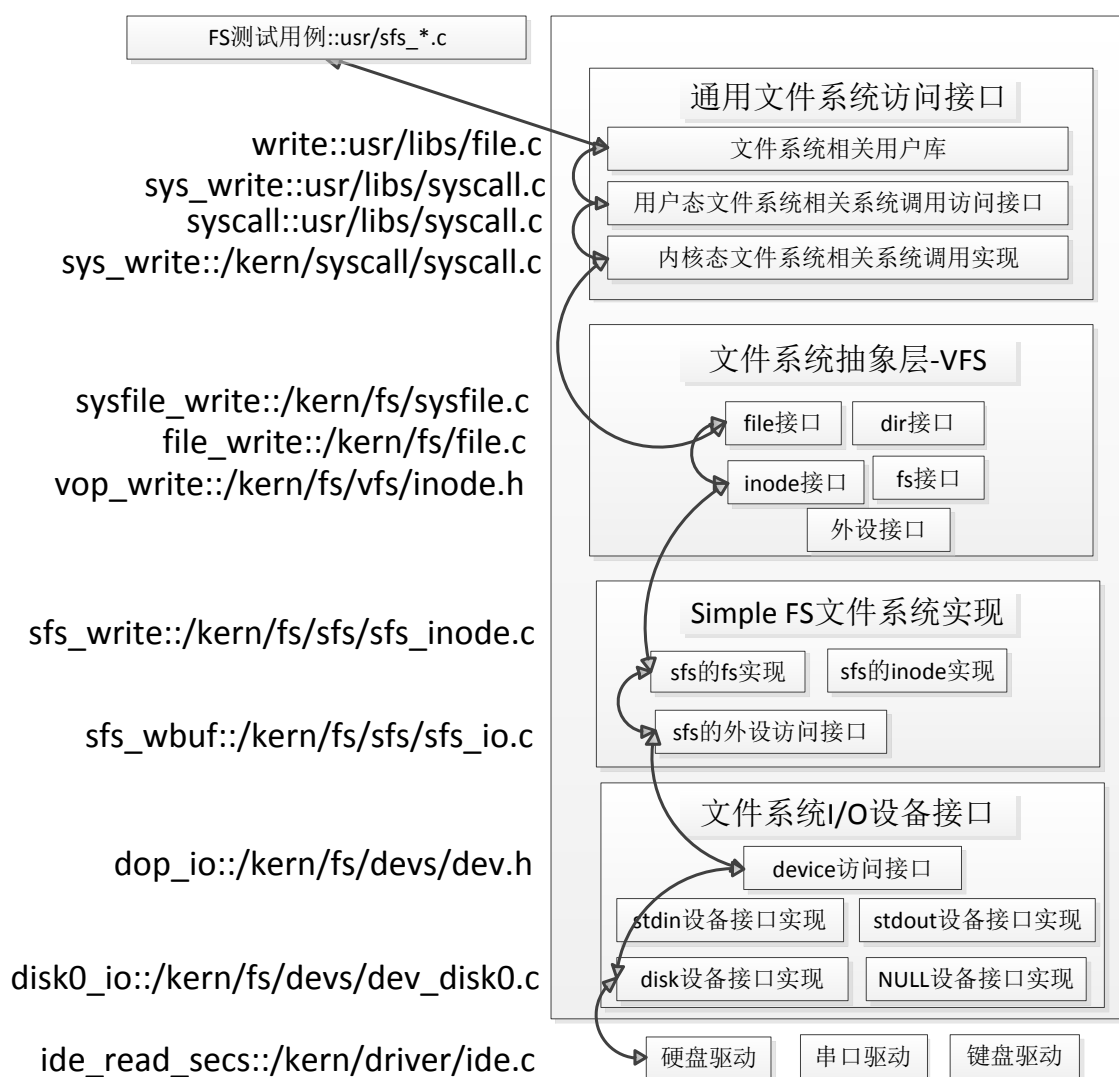 FS测试用例::usr/sfs_*.c
通用文件系统访问接口
write::usr/libs/file.c
文件系统相关用户库
sys_write::usr/libs/syscall.c
用户态文件系统相关系统调用访问接口
syscall::usr/libs/syscall.c
sys_write::/kern/syscall/syscall.c
内核态文件系统相关系统调用实现
文件系统抽象层-VFS
sysfile_write::/kern/fs/sysfile.c
file接口
dir接口
file_write::/kern/fs/file.c
vop_write::/kern/fs/vfs/inode.h
inode接口
fs接口
外设接口
Simple FS文件系统实现
sfs_write::/kern/fs/sfs/sfs_inode.c
sfs的fs实现
sfs的inode实现
sfs_wbuf::/kern/fs/sfs/sfs_io.c
sfs的外设访问接口
文件系统I/O设备接口
dop_io::/kern/fs/devs/dev.h
device访问接口
stdin设备接口实现
stdout设备接口实现
disk0_io::/kern/fs/devs/dev_disk0.c
disk设备接口实现
NULL设备接口实现
ide_read_secs::/kern/driver/ide.c
硬盘驱动
串口驱动
键盘驱动